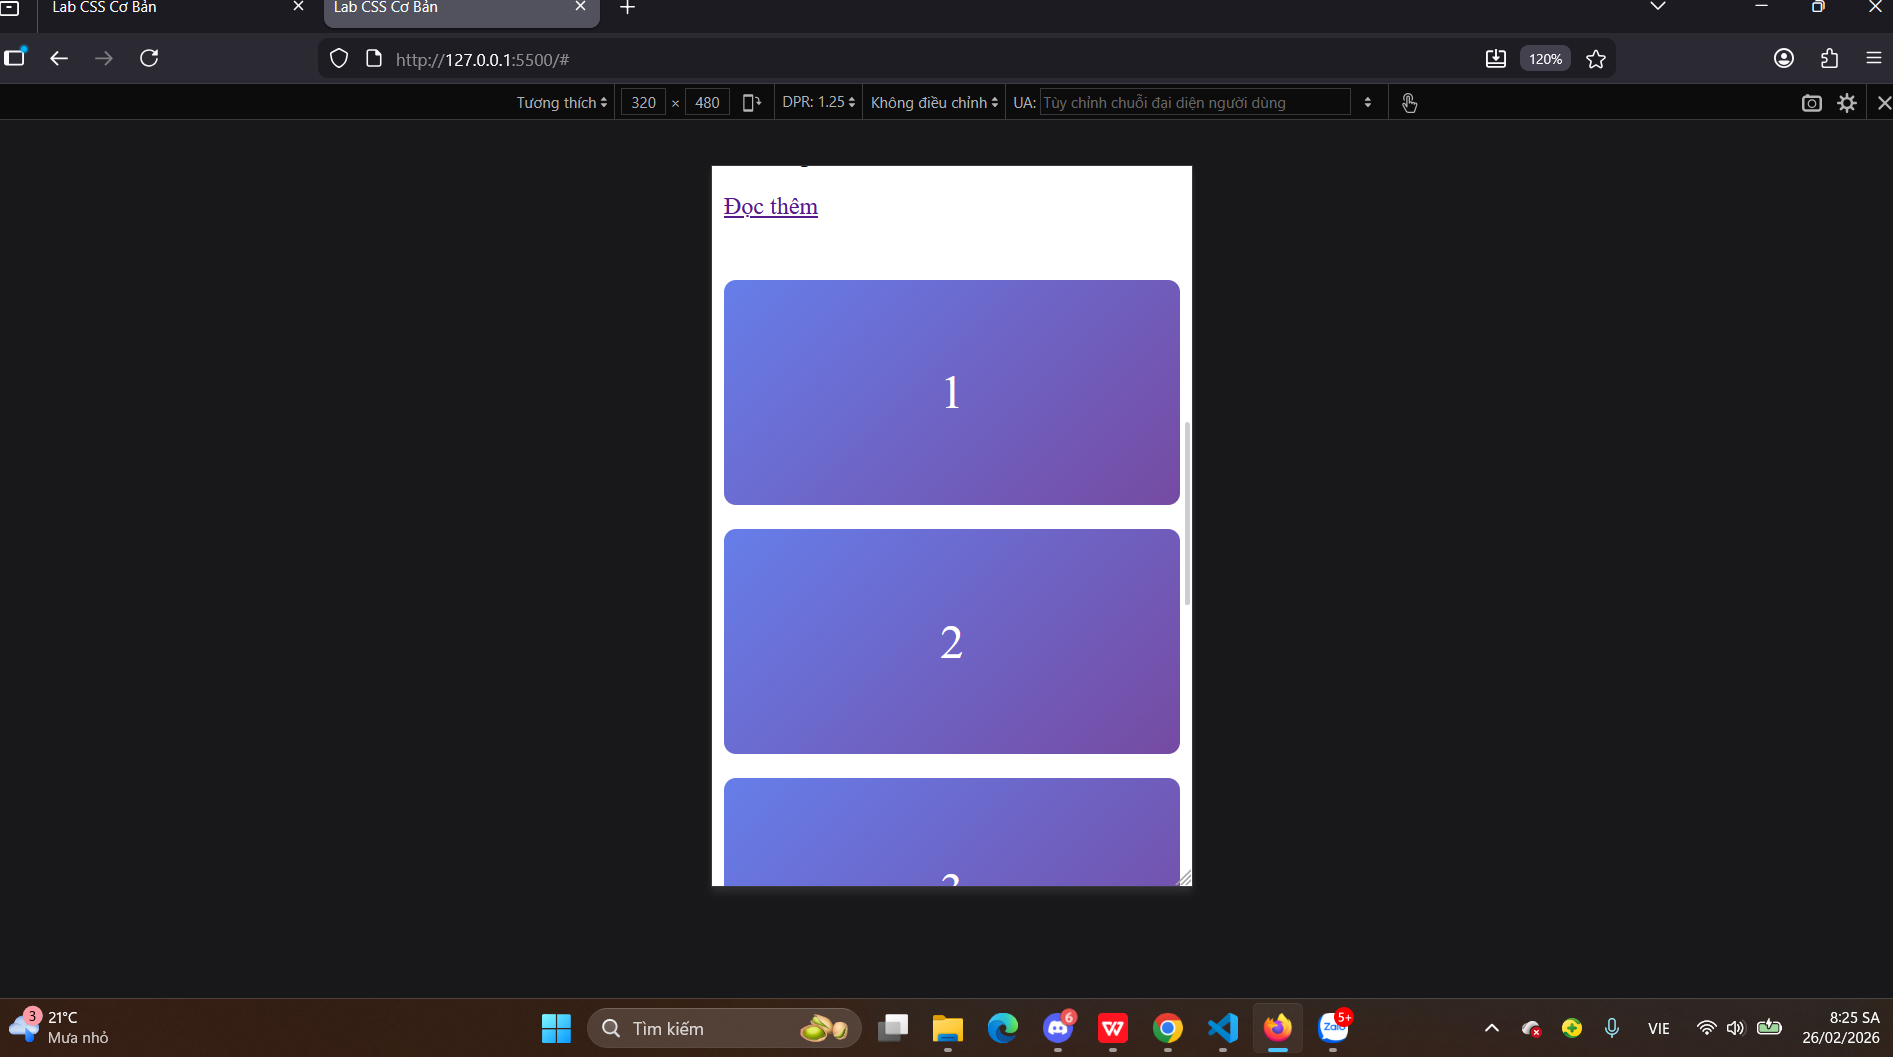 Lab CSS Cơ Bản
Lab CSS Cơ Bản
http://127.0.0.1:5500/#
120%
Tương thích
320 × 480
DPR: 1.25
Không điều chỉnh
UA: Tùy chỉnh chuỗi đại diện người dùng
Đọc thêm
1
2
3
3
21°C
Mưa nhỏ
Tìm kiếm
6
W
Zalo
5+
VIE
8:25 SA
26/02/2026